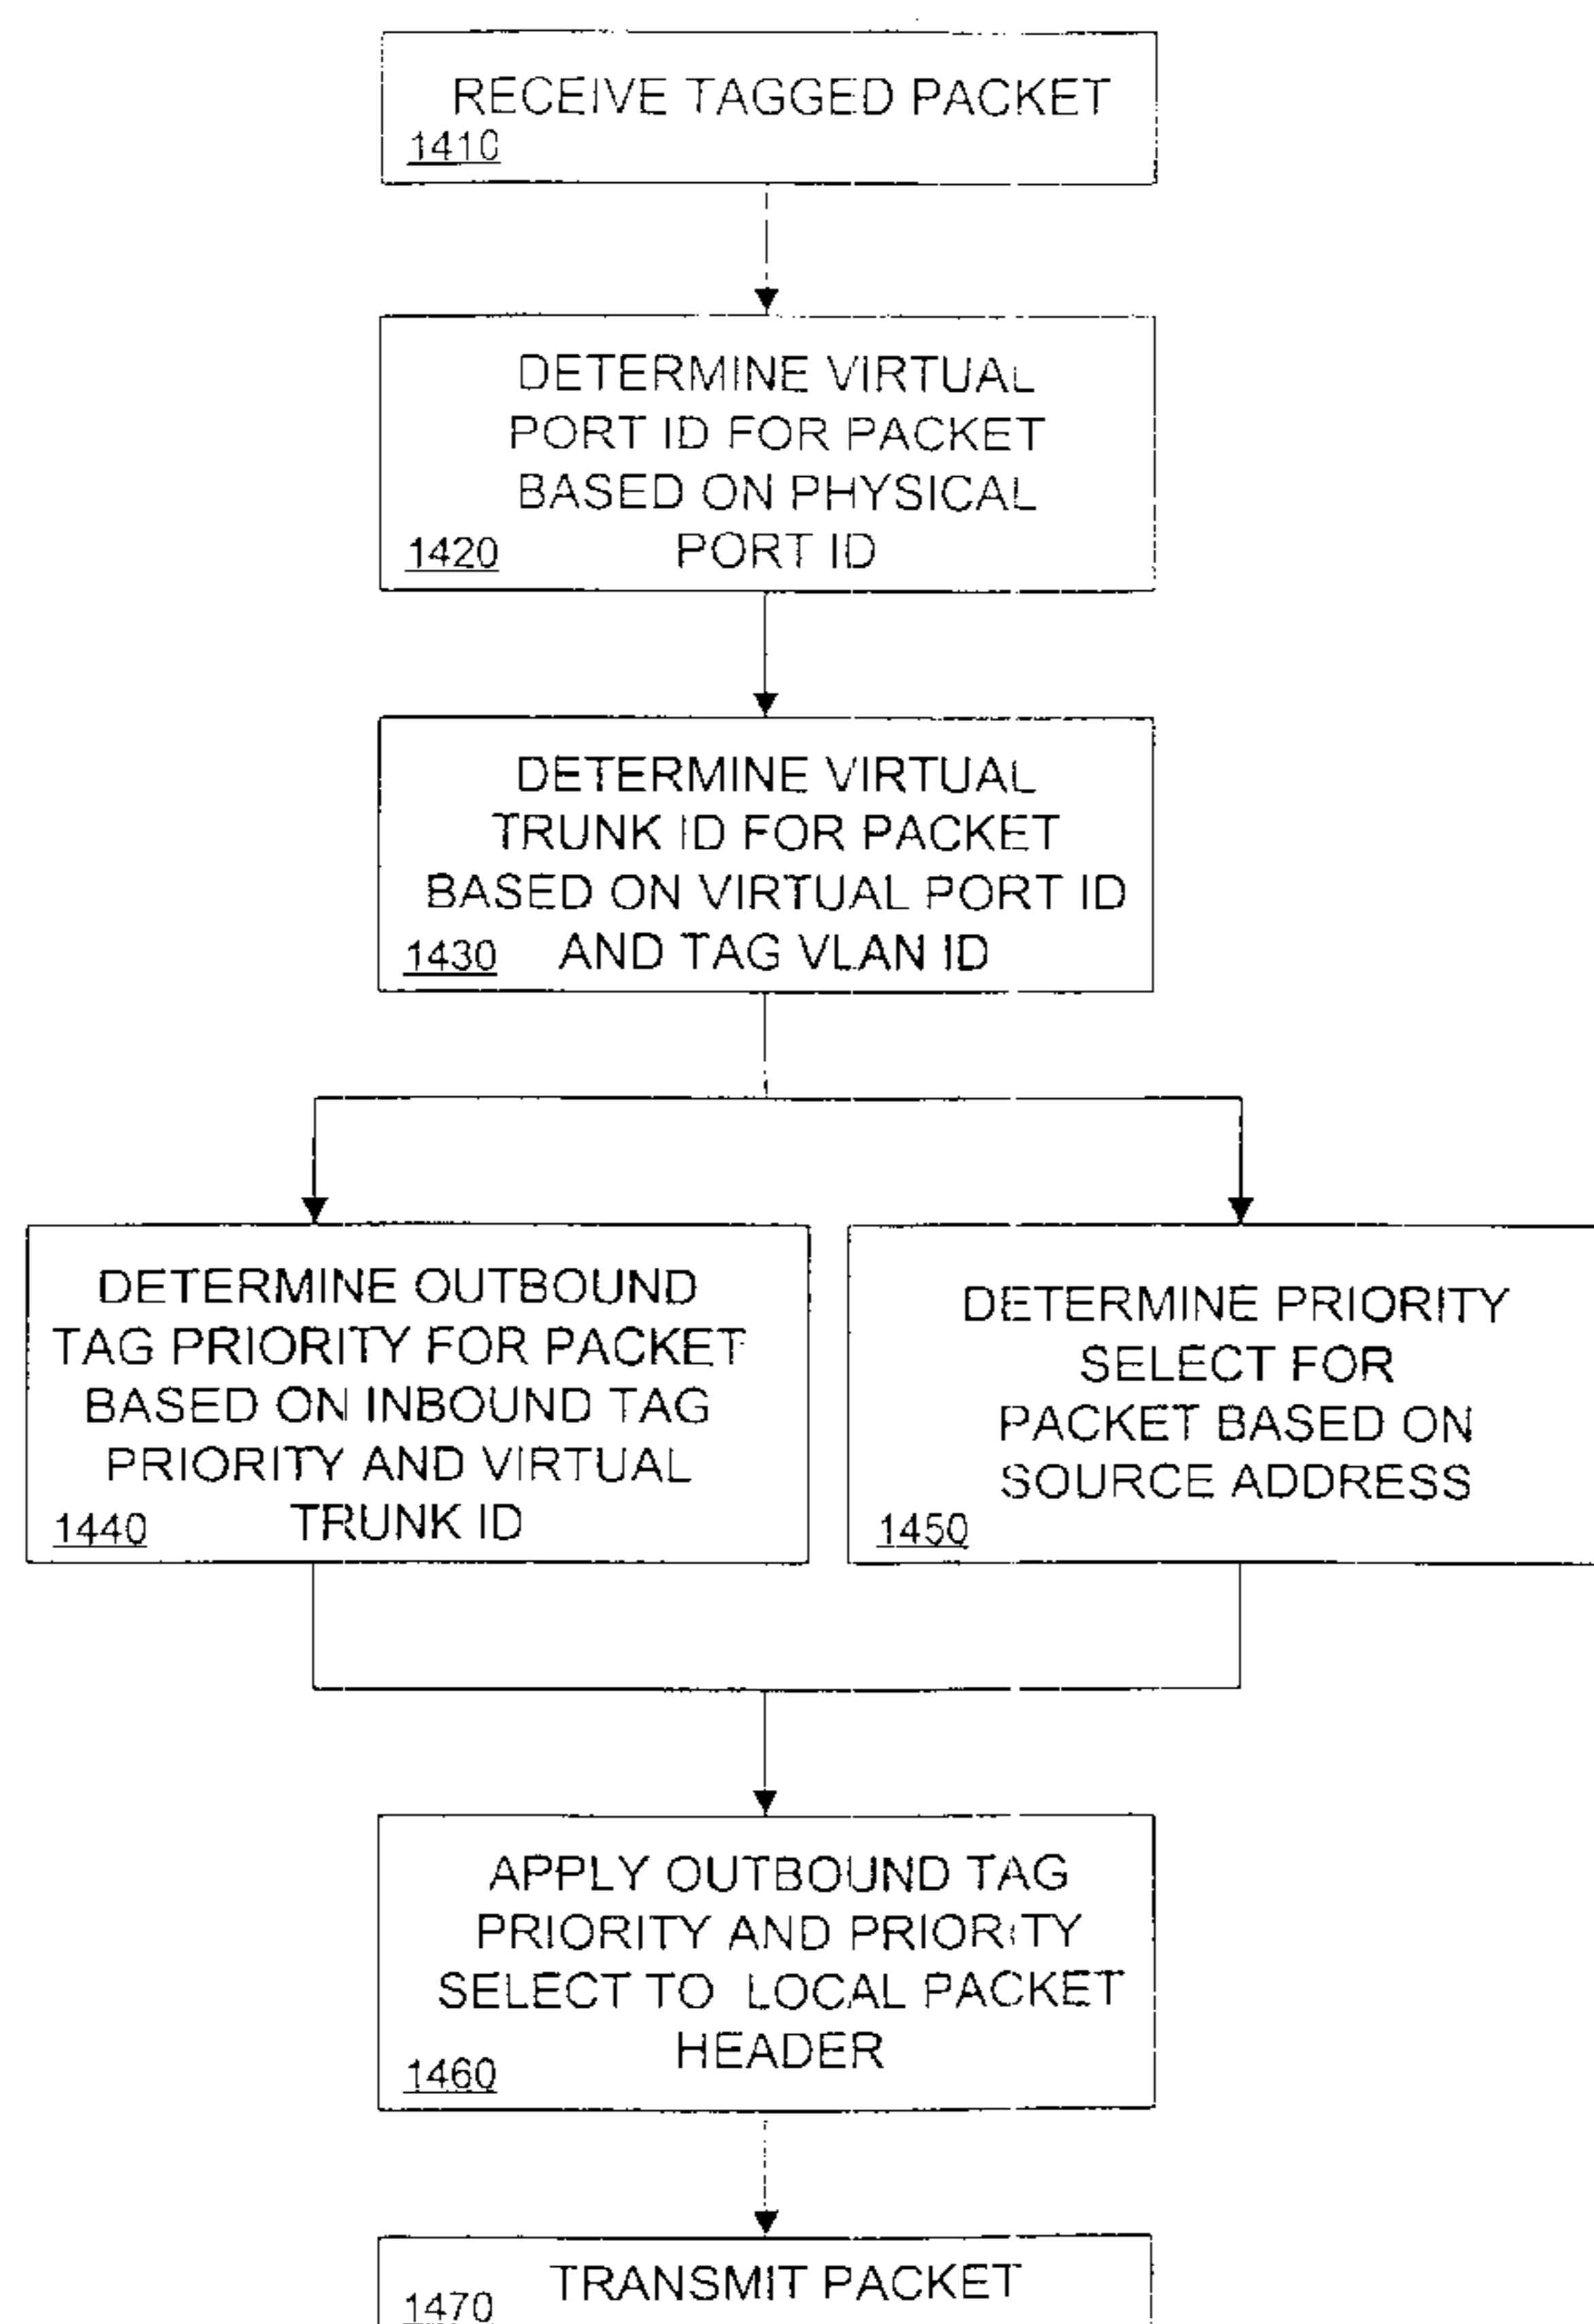 RECEIVE TAGGED PACKET
1410
DETERMINE VIRTUAL
PORT ID FOR PACKET
BASED ON PHYSICAL
PORT ID
1420
DETERMINE VIRTUAL
TRUNK ID FOR PACKET
BASED ON VIRTUAL PORT ID
AND TAG VLAN ID
1430
DETERMINE OUTBOUND
TAG PRIORITY FOR PACKET
BASED ON INBOUND TAG
PRIORITY AND VIRTUAL
TRUNK ID
1440
DETERMINE PRIORITY
SELECT FOR
PACKET BASED ON
SOURCE ADDRESS
1450
APPLY OUTBOUND TAG
PRIORITY AND PRIORITY
SELECT TO LOCAL PACKET
HEADER
1460
TRANSMIT PACKET
1470